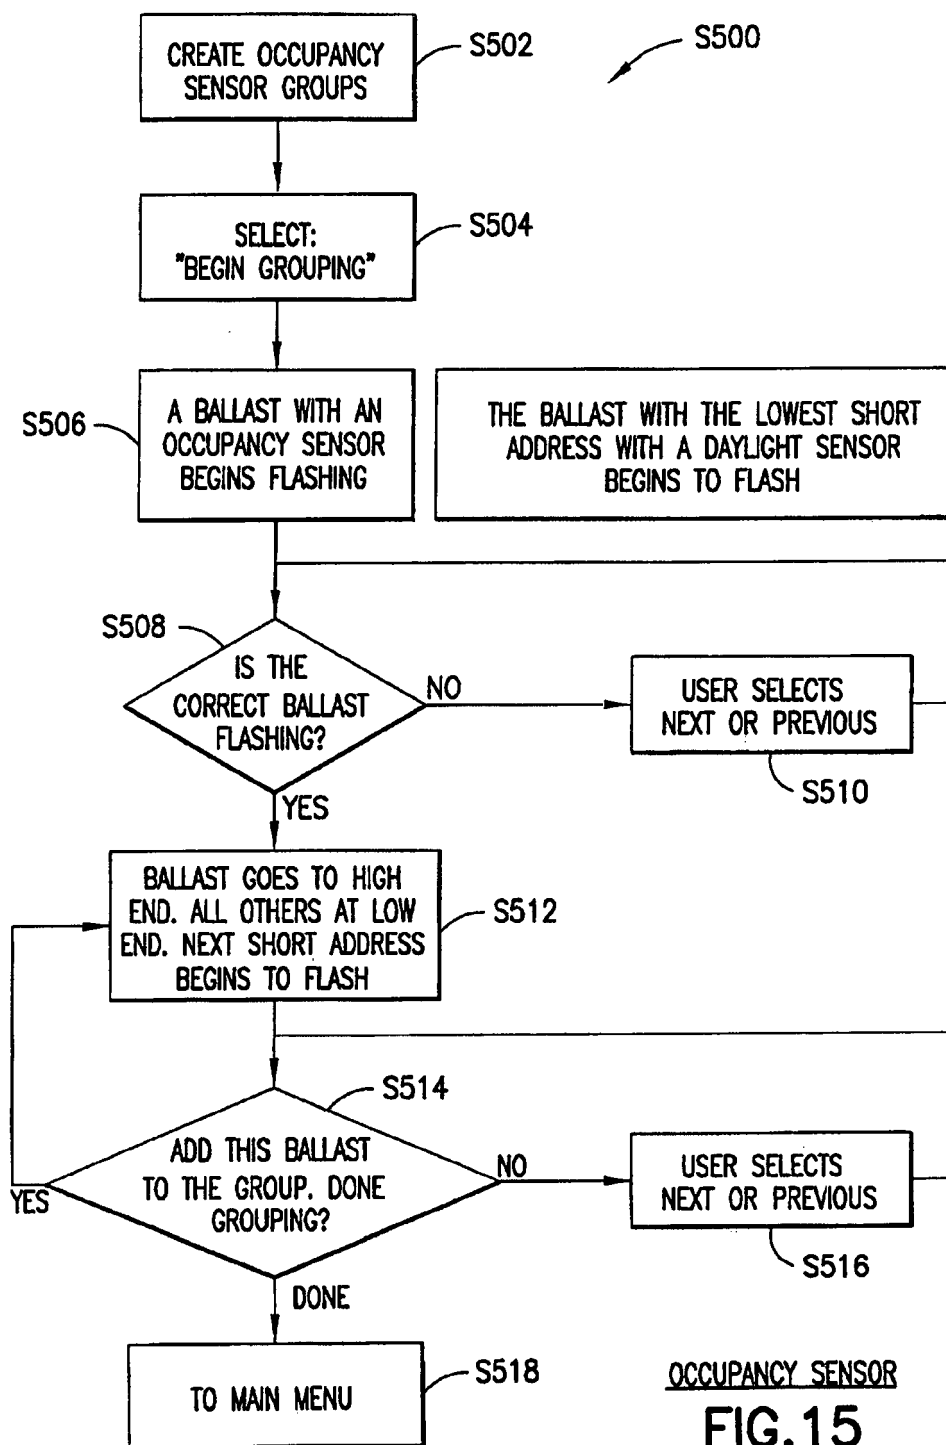 CREATE OCCUPANCY
SENSOR GROUPS
S502
S500
SELECT:
"BEGIN GROUPING"
S504
S506
A BALLAST WITH AN
OCCUPANCY SENSOR
BEGINS FLASHING
THE BALLAST WITH THE LOWEST SHORT
ADDRESS WITH A DAYLIGHT SENSOR
BEGINS TO FLASH
S508
IS THE
CORRECT BALLAST
FLASHING?
NO
USER SELECTS
NEXT OR PREVIOUS
S510
YES
BALLAST GOES TO HIGH
END. ALL OTHERS AT LOW
END. NEXT SHORT ADDRESS
BEGINS TO FLASH
S512
S514
ADD THIS BALLAST
TO THE GROUP. DONE
GROUPING?
YES
NO
USER SELECTS
NEXT OR PREVIOUS
S516
DONE
TO MAIN MENU
S518
OCCUPANCY SENSOR
FIG.15